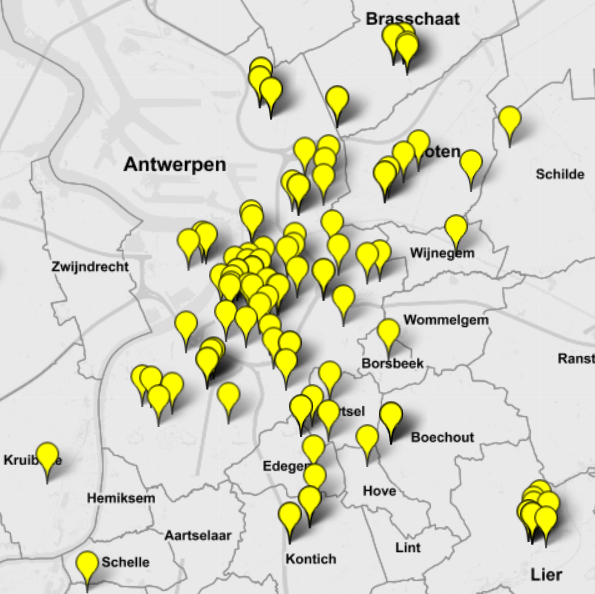 Brasschaat
Antwerpen
oten
Schilde
Wijnegem
Zwijndrecht
Wommelgem
Borsbeek
Ranst
rtsel
Boechout
Edegem
Kruib e
Hemiksem
Hove
Aartselaar
Lint
Kontich
Schelle
Lier